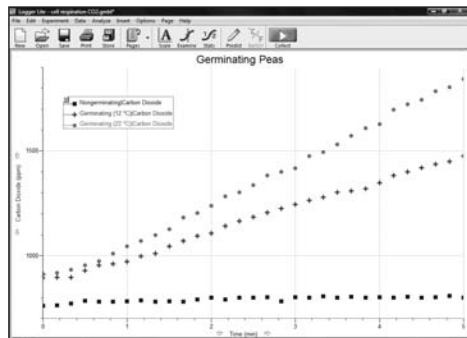 Logger Lite - cell respiration CO2.gmbl*
File Edit Experiment Data Analyze Insert Options Page Help
New Open Save Print Store Pages Scale Examine Stats Predict Collect
Germinating Peas
Nongerminating|Carbon Dioxide
Germinating (12 °C)|Carbon Dioxide
Germinating (22 °C)|Carbon Dioxide
1500
Carbon Dioxide (ppm)
1000
0 1 2 3 4 5
Time (min)